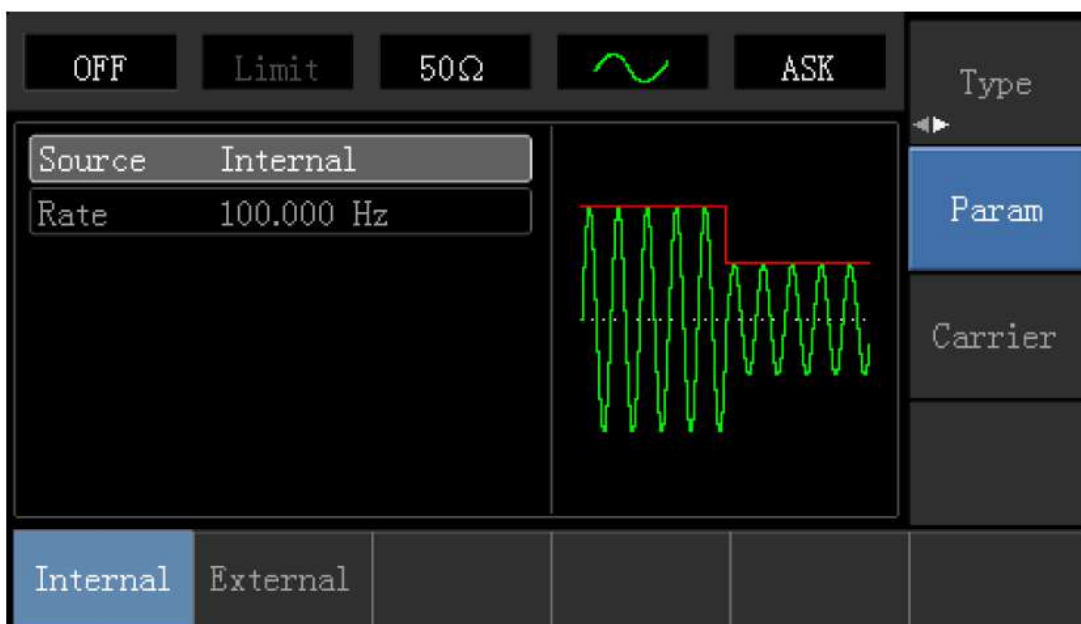 OFF Limit 50Ω ASK
Type
Source Internal
Rate 100.000 Hz
Param
Carrier
Internal External